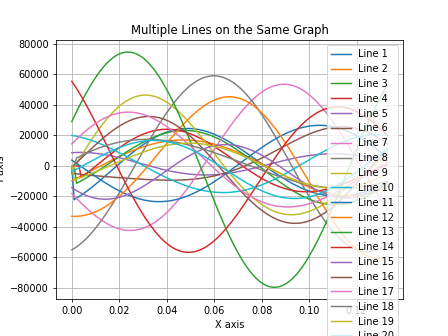 Multiple Lines on the Same Graph
80000
60000
40000
20000
0
−20000
−40000
−60000
−80000
0.00
0.02
0.04
0.06
0.08
0.10
X axis
axis
Line 1
Line 2
Line 3
Line 4
Line 5
Line 7
Line 8
Line 9
Line 10
Line 11
Line 12
Line 13
Line 14
Line 15
Line 16
Line 17
Line 18
Line 19
Line 20